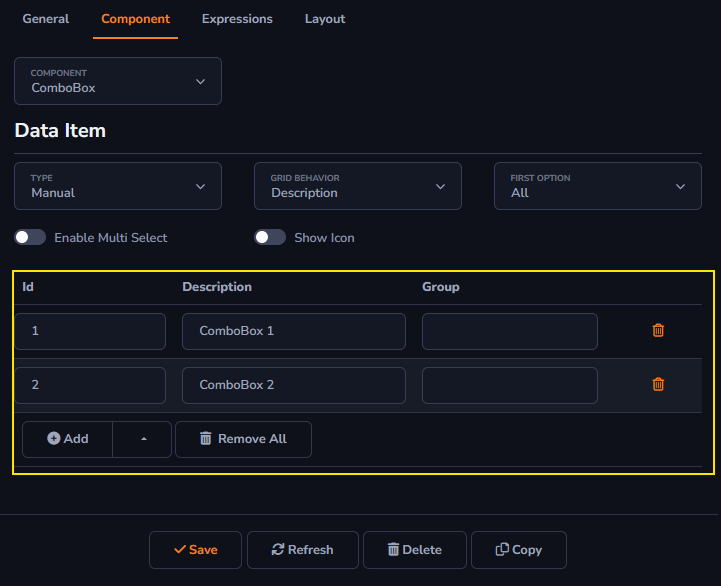 General Component Expressions Layout
COMPONENT
ComboBox
Data Item
TYPE
Manual
GRID BEHAVIOR
Description
FIRST OPTION
All
Enable Multi Select
Show Icon
Id Description Group
1 ComboBox 1
2 ComboBox 2
Add Remove All
Save Refresh Delete Copy